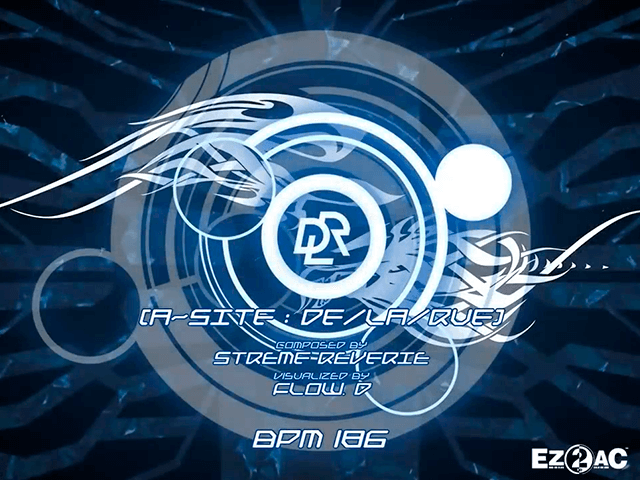 DLR
[A~SITE : DE/LA/RUE]
COMPOSED BY
STREME REVERIE
VISUALIZED BY
FLOW. D
BPM 186
EZ2AC